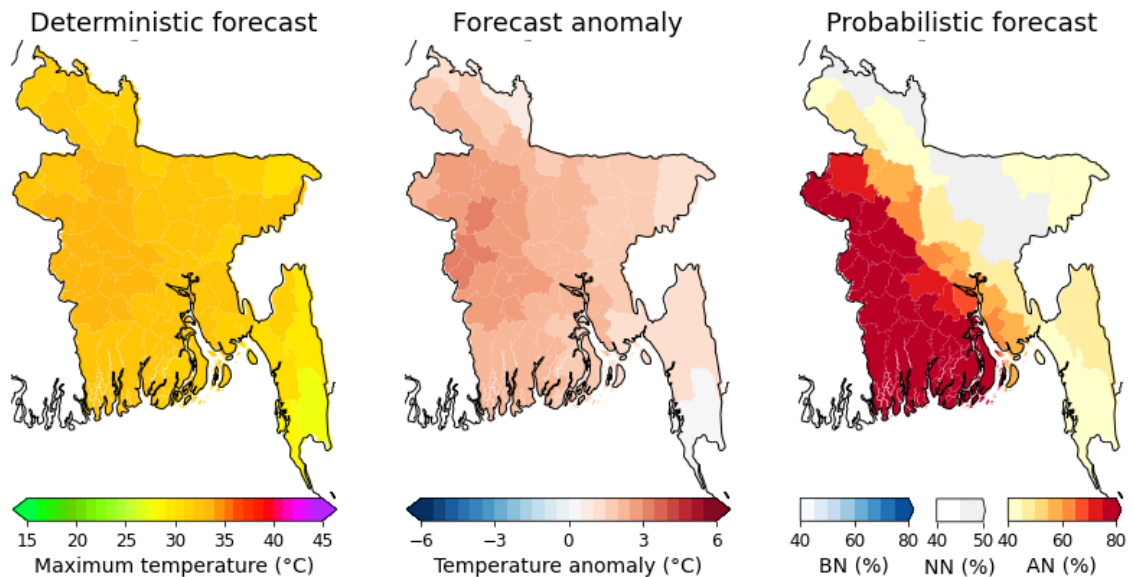 Deterministic forecast
Forecast anomaly
Probabilistic forecast
15 20 25 30 35 40 45
Maximum temperature (°C)
−6 −3 0 3 6
Temperature anomaly (°C)
40 60 80
BN (%)
40 50
NN (%)
40 60 80
AN (%)